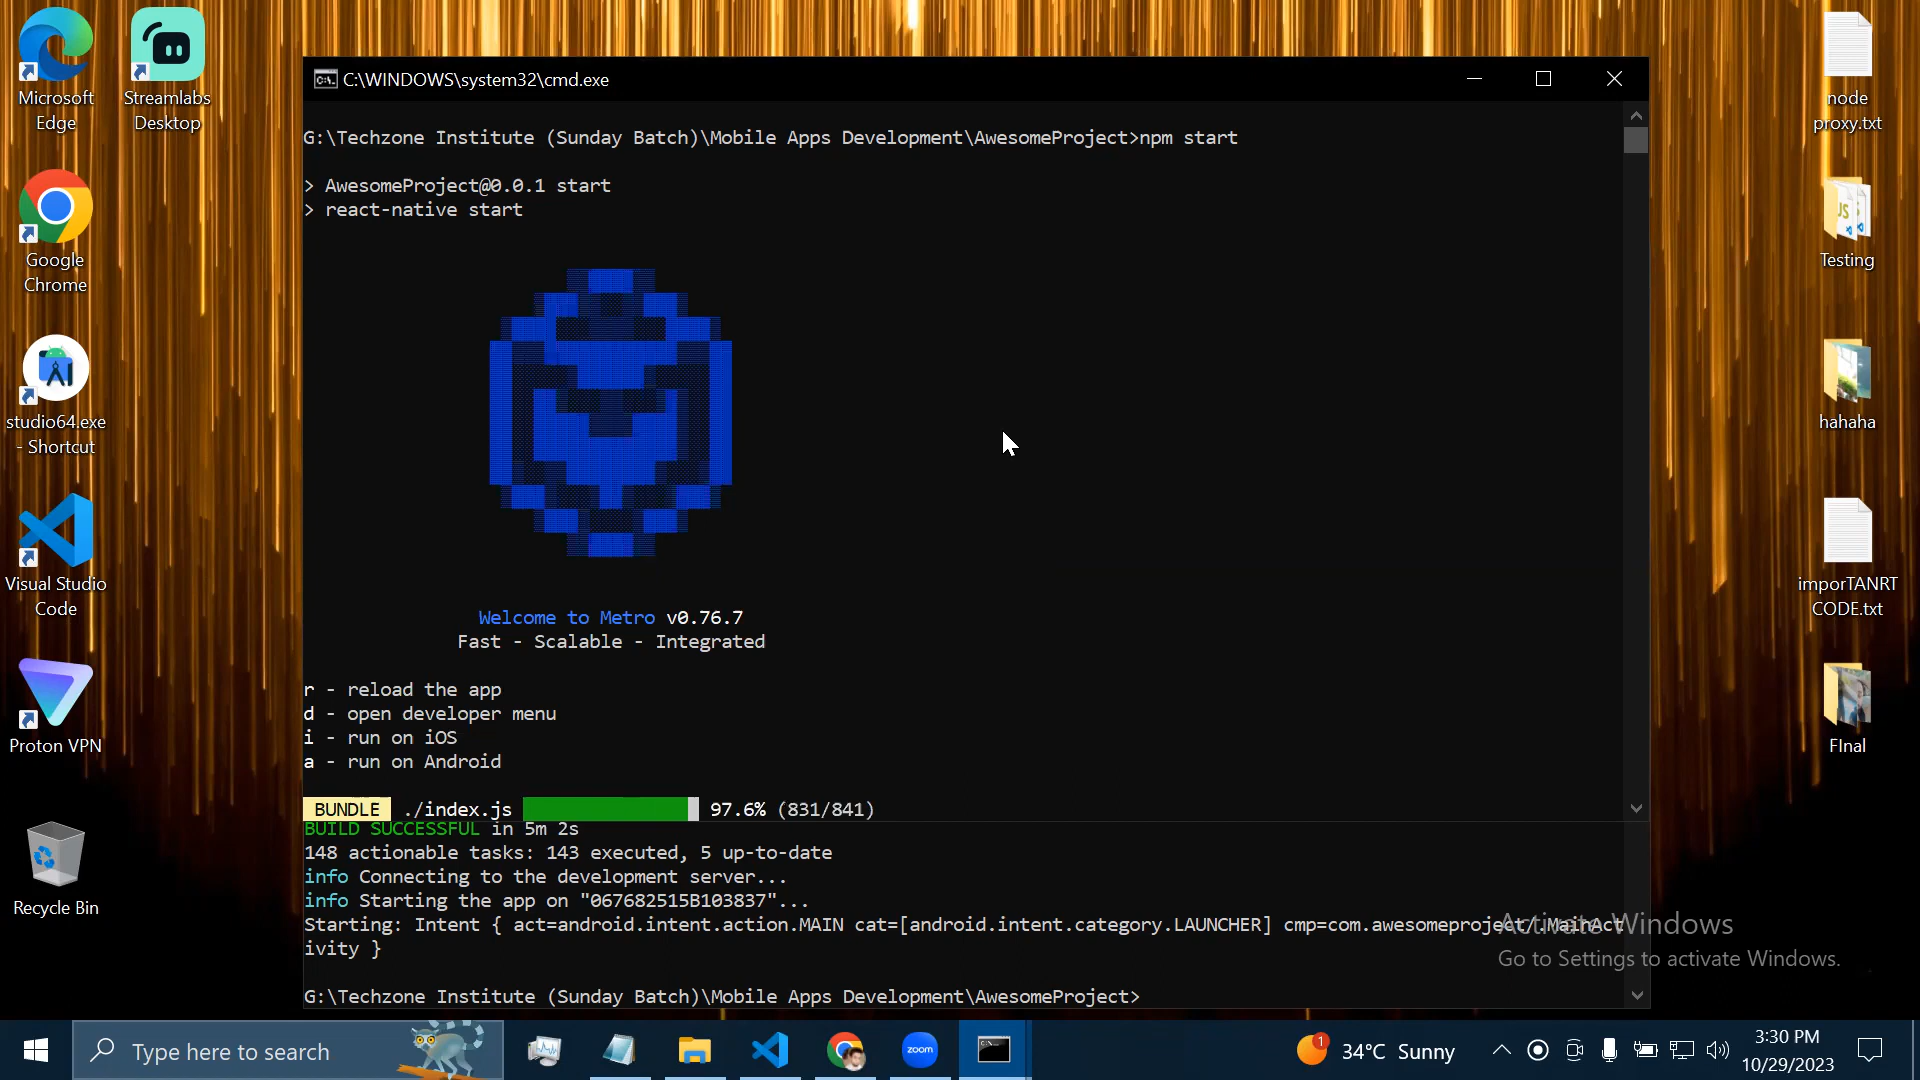 Microsoft
Edge
Streamlabs
Desktop
Google
Chrome
studio64.exe
- Shortcut
Visual Studio
Code
Proton VPN
Recycle Bin
C:\WINDOWS\system32\cmd.exe
G:\Techzone Institute (Sunday Batch)\Mobile Apps Development\AwesomeProject>npm start
> AwesomeProject@0.0.1 start
> react-native start
Welcome to Metro v0.76.7
Fast - Scalable - Integrated
r - reload the app
d - open developer menu
i - run on iOS
a - run on Android
BUNDLE ./index.js 97.6% (831/841)
BUILD SUCCESSFUL in 5m 2s
148 actionable tasks: 143 executed, 5 up-to-date
info Connecting to the development server...
info Starting the app on "067682515B103837"...
Starting: Intent { act=android.intent.action.MAIN cat=[android.intent.category.LAUNCHER] cmp=com.awesomeproject/.MainAct
ivity }
G:\Techzone Institute (Sunday Batch)\Mobile Apps Development\AwesomeProject>
node
proxy.txt
JS
Testing
hahaha
imporTANRT
CODE.txt
FInal
Activate Windows
Go to Settings to activate Windows.
Type here to search
zoom
1
34°C Sunny
3:30 PM
10/29/2023